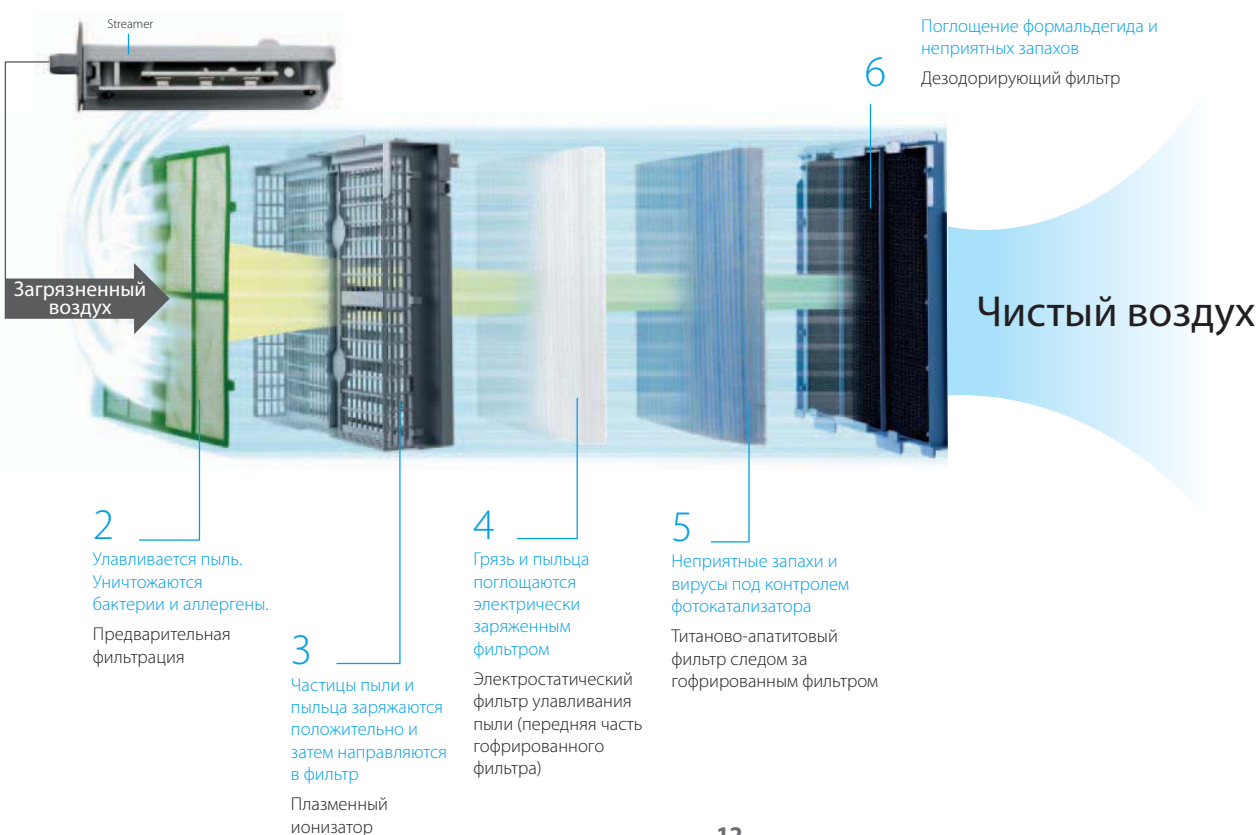 Streamer
Поглощение формальдегида и
неприятных запахов
6
Дезодорирующий фильтр
Загрязненный
воздух
Чистый воздух
2
Улавливается пыль.
Уничтожаются
бактерии и аллергены.
Предварительная
фильтрация
3
Частицы пыли и
пыльца заряжаются
положительно и
затем направляются
в фильтр
Плазменный
ионизатор
4
Грязь и пыльца
поглощаются
электрически
заряженным
фильтром
Электростатический
фильтр улавливания
пыли (передняя часть
гофрированного
фильтра)
5
Неприятные запахи и
вирусы под контролем
фотокатализатора
Титаново-апатитовый
фильтр следом за
гофрированным фильтром